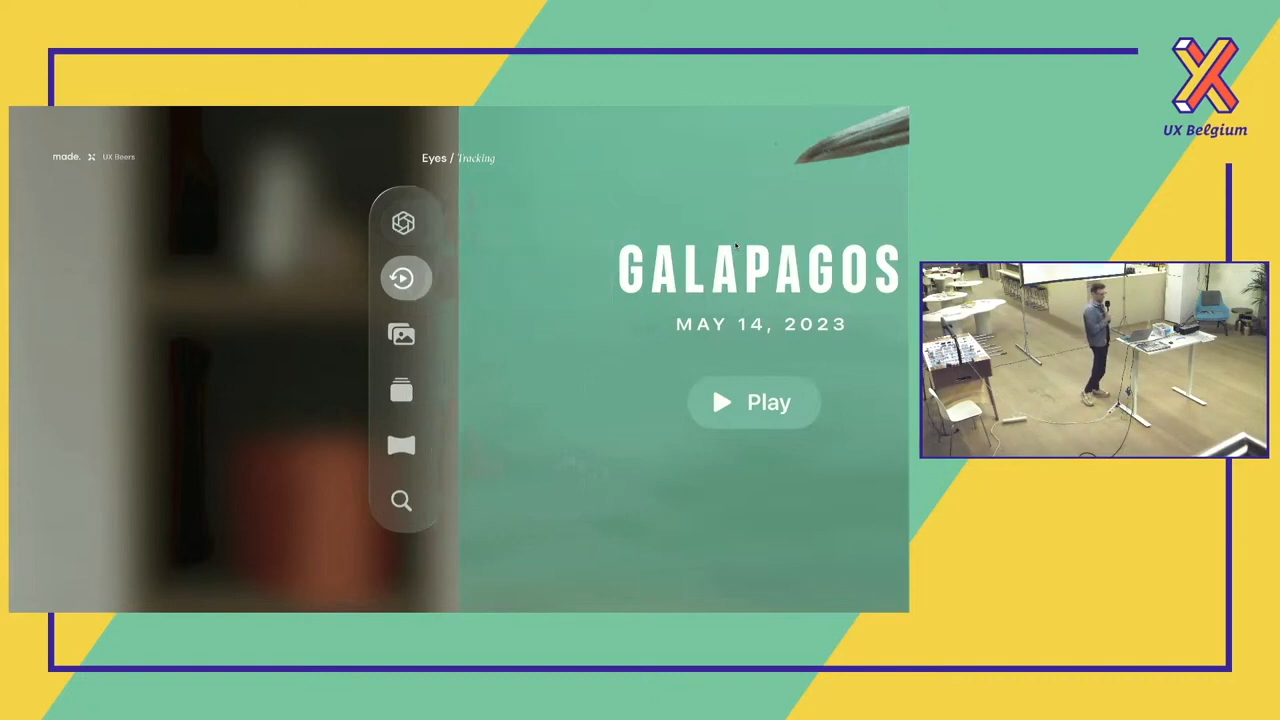 UX Belgium
made. X UX Beers
Eyes / Tracking
GALAPAGOS
MAY 14, 2023
Play